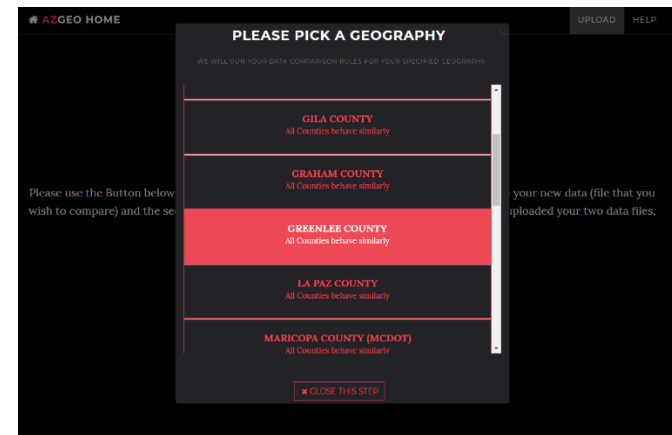 AZGEO HOME
UPLOAD HELP
PLEASE PICK A GEOGRAPHY
×
WE WILL RUN YOUR DATA COMPARISON RULES FOR YOUR SPECIFIED GEOGRAPHY.
GILA COUNTY
All Counties behave similarly
GRAHAM COUNTY
All Counties behave similarly
Please use the Button below
your new data (file that you
wish to compare) and the se
uploaded your two data files,
GREENLEE COUNTY
All Counties behave similarly
LA PAZ COUNTY
All Counties behave similarly
MARICOPA COUNTY (MCDOT)
All Counties behave similarly
× CLOSE THIS STEP